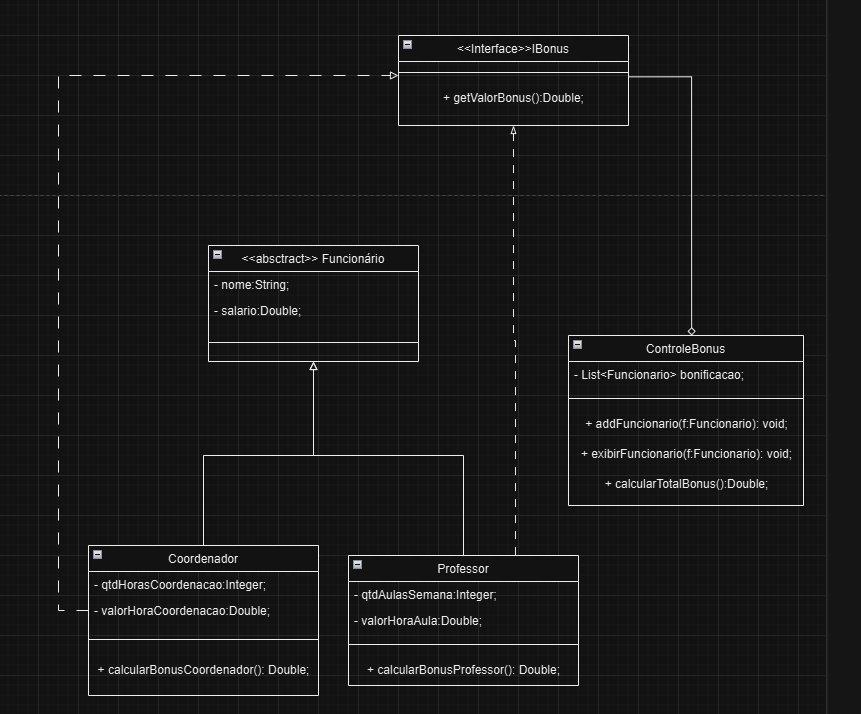 <<Interface>>IBonus
+ getValorBonus():Double;
<<absctract>> Funcionário
- nome:String;
- salario:Double;
ControleBonus
- List<Funcionario> bonificacao;
+ addFuncionario(f:Funcionario): void;
+ exibirFuncionario(f:Funcionario): void;
+ calcularTotalBonus():Double;
Coordenador
- qtdHorasCoordenacao:Integer;
- valorHoraCoordenacao:Double;
+ calcularBonusCoordenador(): Double;
Professor
- qtdAulasSemana:Integer;
- valorHoraAula:Double;
+ calcularBonusProfessor(): Double;